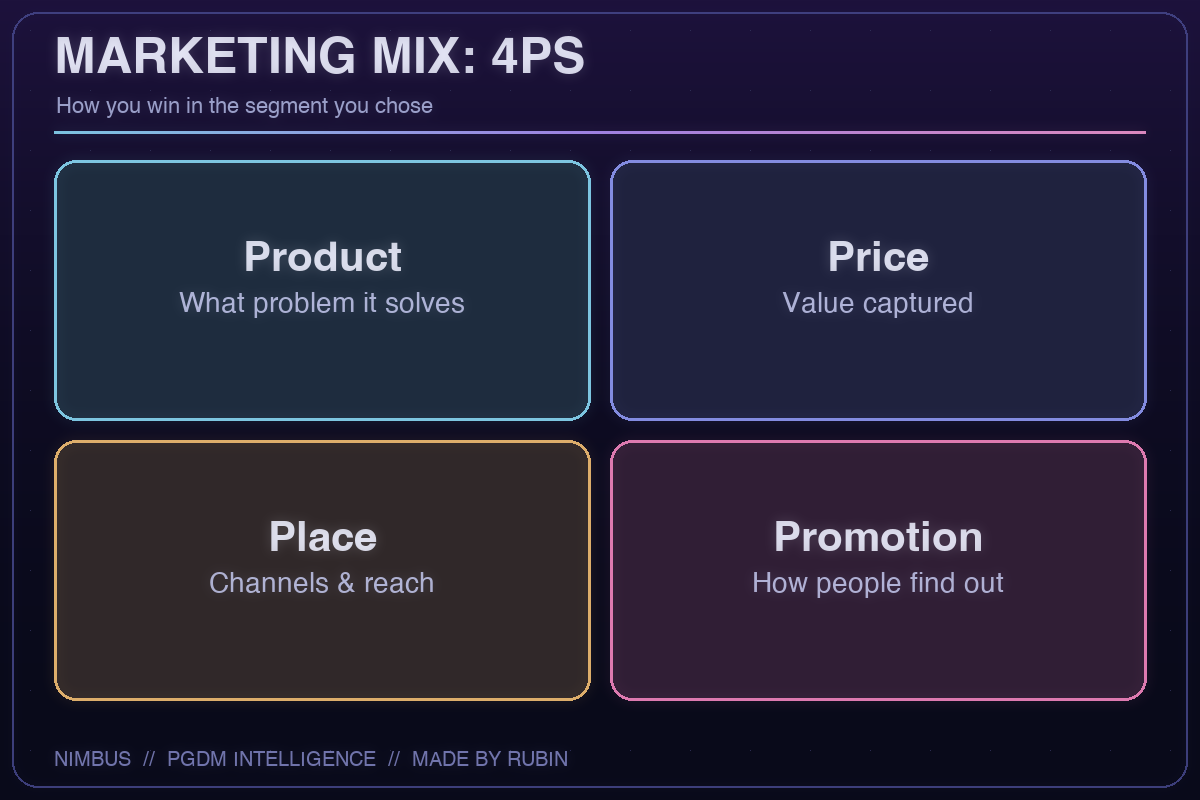 MARKETING MIX: 4PS
How you win in the segment you chose
Product
What problem it solves
Price
Value captured
Place
Channels & reach
Promotion
How people find out
NIMBUS // PGDM INTELLIGENCE // MADE BY RUBIN